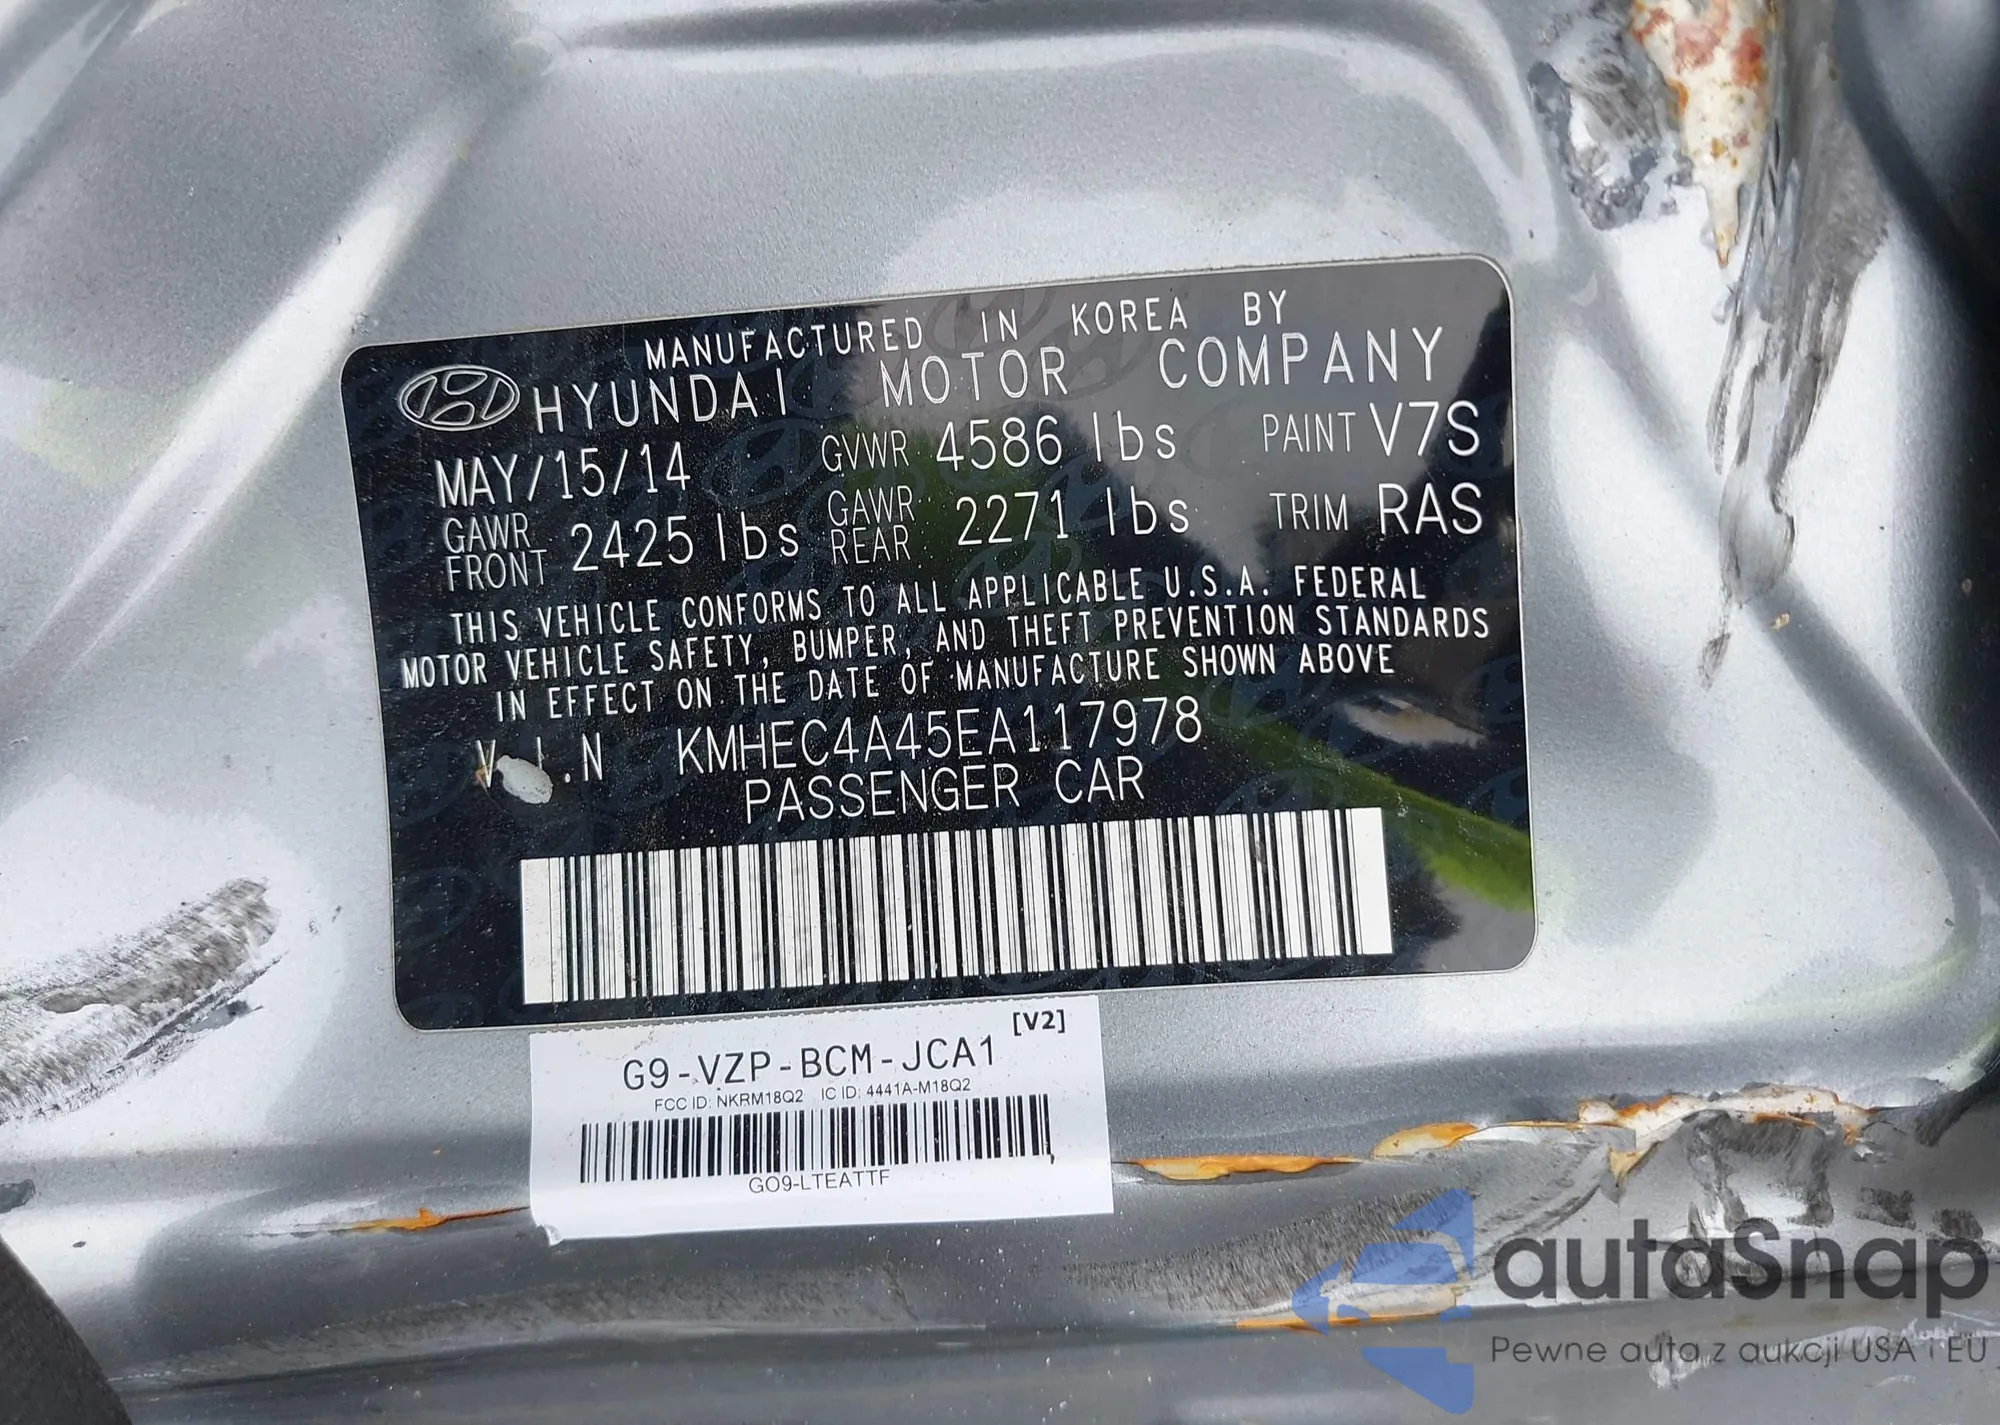 MANUFACTURED IN KOREA BY
HYUNDAI MOTOR COMPANY
MAY/15/14 GVWR 4586 lbs PAINT V7S
GAWR FRONT 2425 lbs GAWR REAR 2271 lbs TRIM RAS
THIS VEHICLE CONFORMS TO ALL APPLICABLE U.S.A. FEDERAL
MOTOR VEHICLE SAFETY, BUMPER, AND THEFT PREVENTION STANDARDS
IN EFFECT ON THE DATE OF MANUFACTURE SHOWN ABOVE
V.I.N KMHEC4A45EA117978
PASSENGER CAR
[V2]
G9-VZP-BCM-JCA1
FCC ID: NKRM18Q2 IC ID: 4441A-M18Q2
GO9-LTEATTF
autaSnap
Pewne auta z aukcji USA i EU